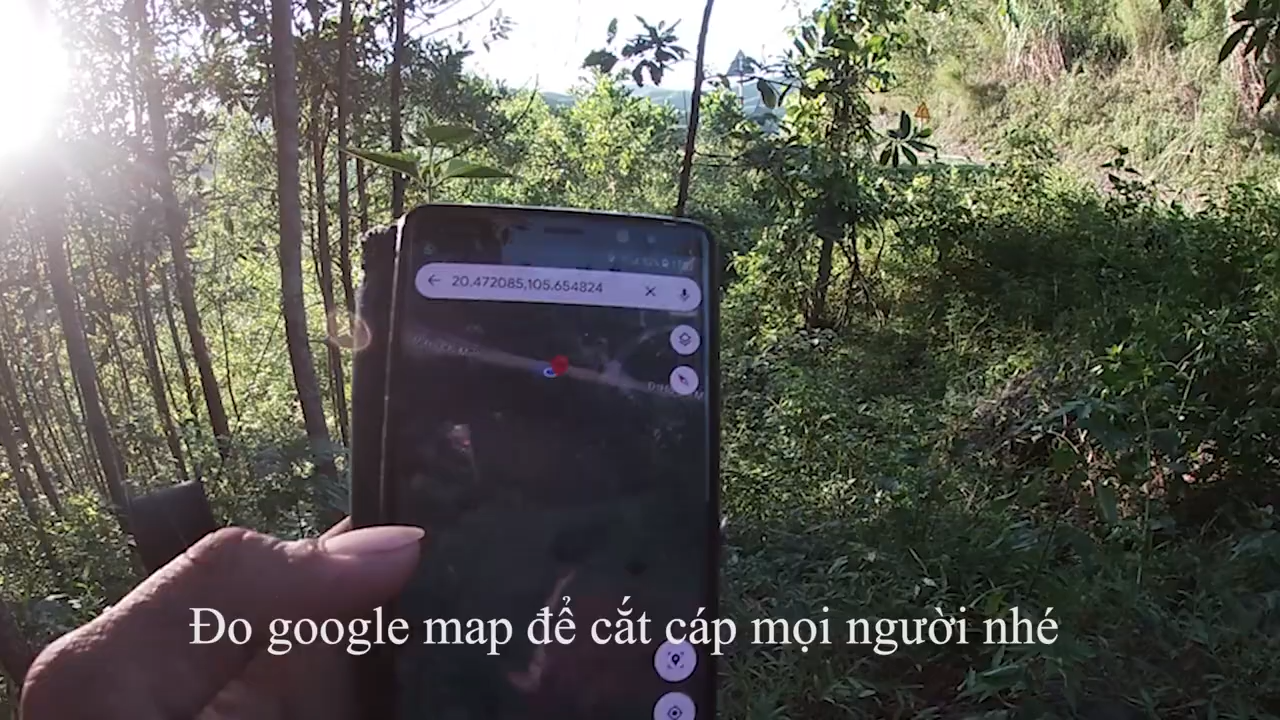 20.472085,105.654824
Đo google map để cắt cáp mọi người nhé